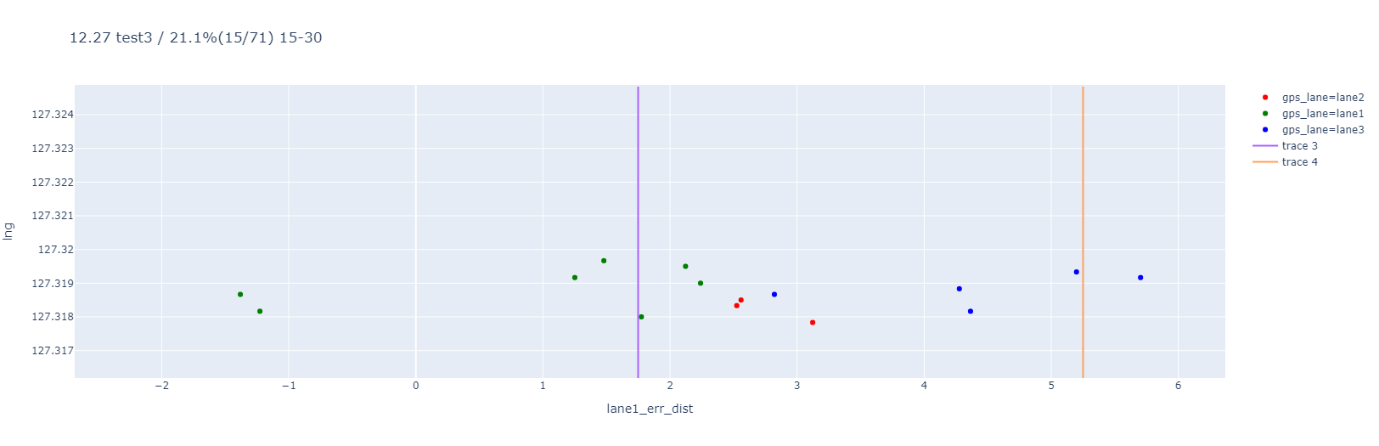 12.27 test3 / 21.1%(15/71) 15-30
127.324
127.323
127.322
127.321
127.32
127.319
127.318
127.317
lng
−2
−1
0
1
2
3
4
5
6
lane1_err_dist
gps_lane=lane2
gps_lane=lane1
gps_lane=lane3
trace 3
trace 4